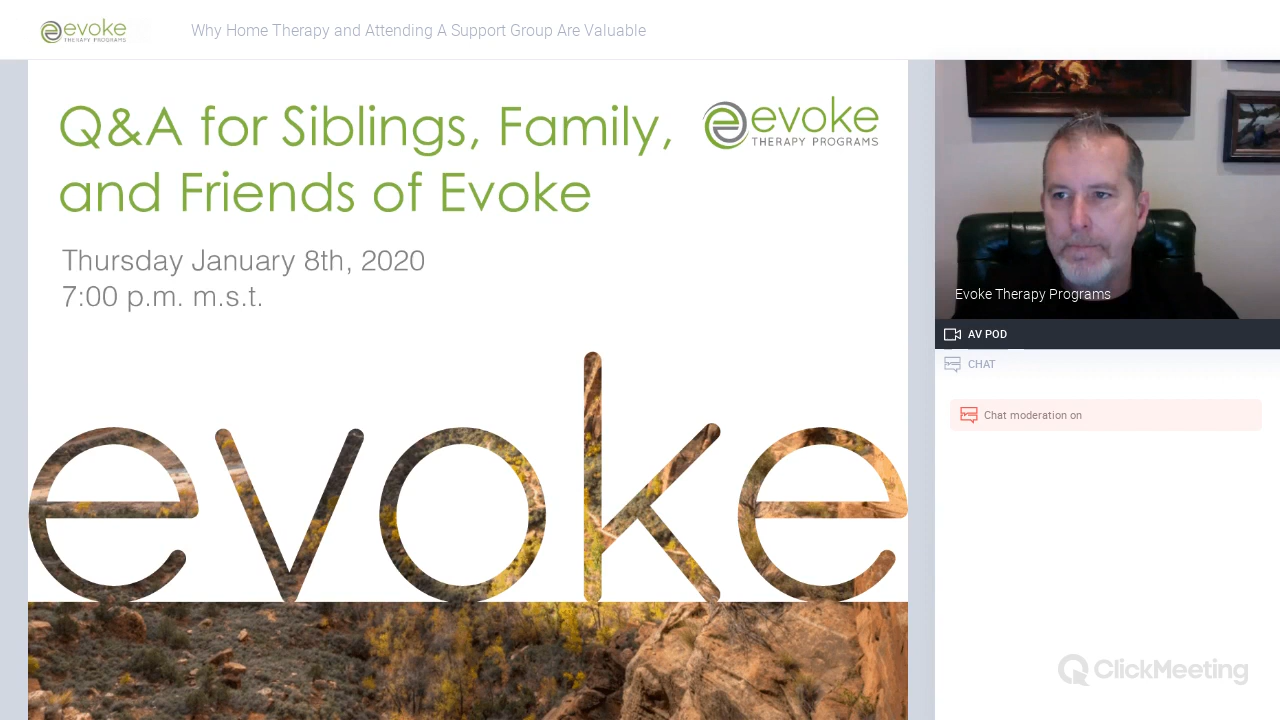 evoke
THERAPY PROGRAMS
Why Home Therapy and Attending A Support Group Are Valuable
Q&A for Siblings, Family,
and Friends of Evoke
evoke
THERAPY PROGRAMS
Thursday January 8th, 2020
7:00 p.m. m.s.t.
evoke
Evoke Therapy Programs
AV POD
CHAT
Chat moderation on
ClickMeeting